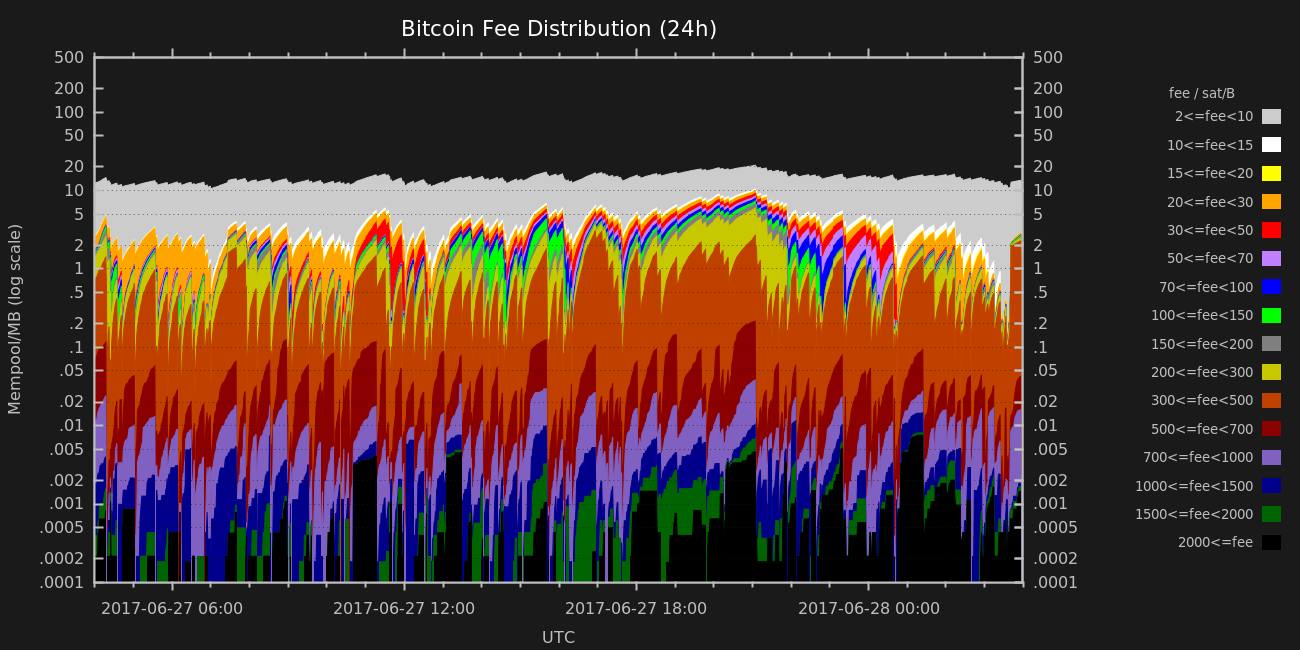 Bitcoin Fee Distribution (24h)
500
200
100
50
20
10
5
2
1
.5
.2
.1
.05
.02
.01
.005
.002
.001
.0005
.0002
.0001
Mempool/MB (log scale)
500
200
100
50
20
10
5
2
1
.5
.2
.1
.05
.02
.01
.005
.002
.001
.0005
.0002
.0001
2017-06-27 06:00
2017-06-27 12:00
2017-06-27 18:00
2017-06-28 00:00
UTC
fee / sat/B
2<=fee<10
10<=fee<15
15<=fee<20
20<=fee<30
30<=fee<50
50<=fee<70
70<=fee<100
100<=fee<150
150<=fee<200
200<=fee<300
300<=fee<500
500<=fee<700
700<=fee<1000
1000<=fee<1500
1500<=fee<2000
2000<=fee